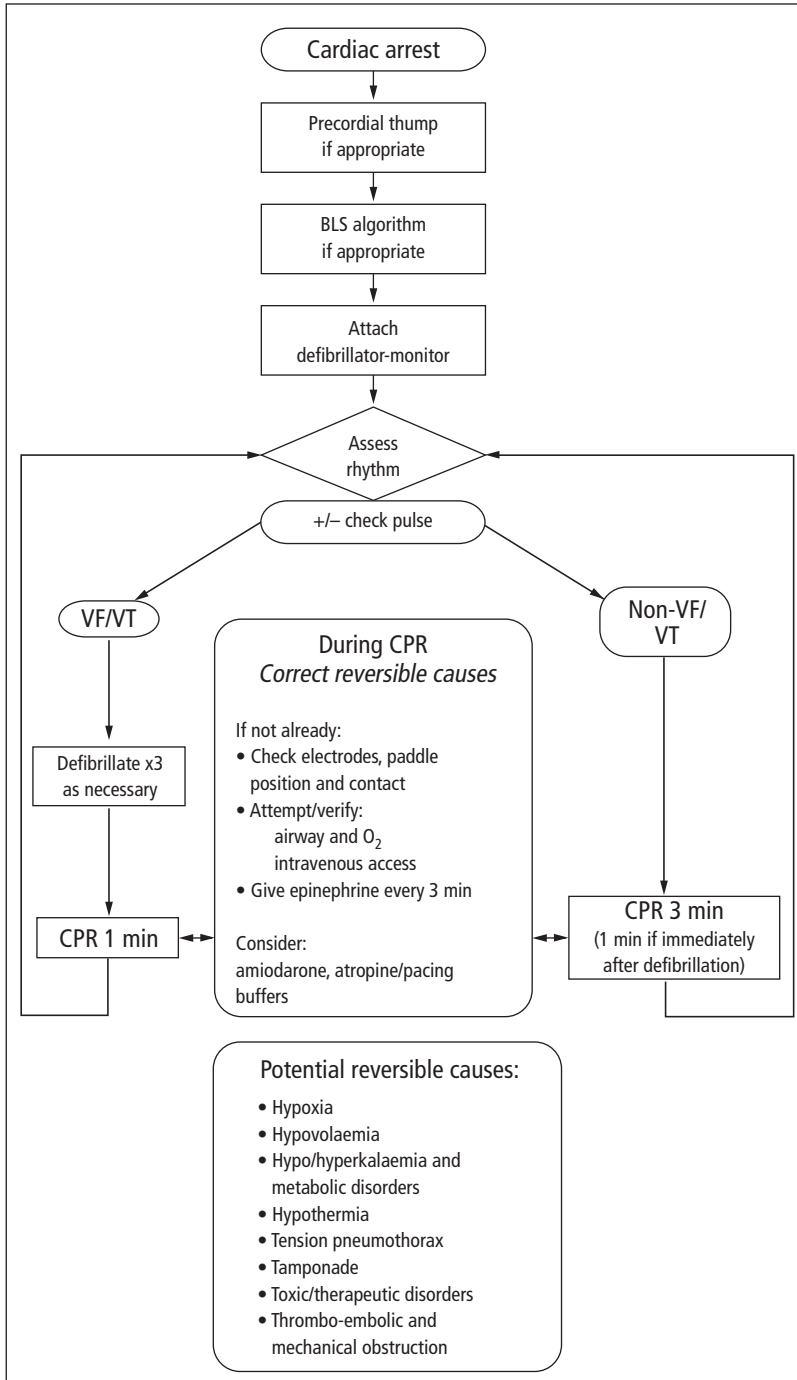 Cardiac arrest
Precordial thump
if appropriate
BLS algorithm
if appropriate
Attach
defibrillator-monitor
Assess
rhythm
+/– check pulse
VF/VT
Non-VF/
VT
Defibrillate x3
as necessary
CPR 1 min
During CPR
Correct reversible causes
If not already:
• Check electrodes, paddle
position and contact
• Attempt/verify:
airway and O₂
intravenous access
• Give epinephrine every 3 min
Consider:
amiodarone, atropine/pacing
buffers
CPR 3 min
(1 min if immediately
after defibrillation)
Potential reversible causes:
• Hypoxia
• Hypovolaemia
• Hypo/hyperkalaemia and
metabolic disorders
• Hypothermia
• Tension pneumothorax
• Tamponade
• Toxic/therapeutic disorders
• Thrombo-embolic and
mechanical obstruction